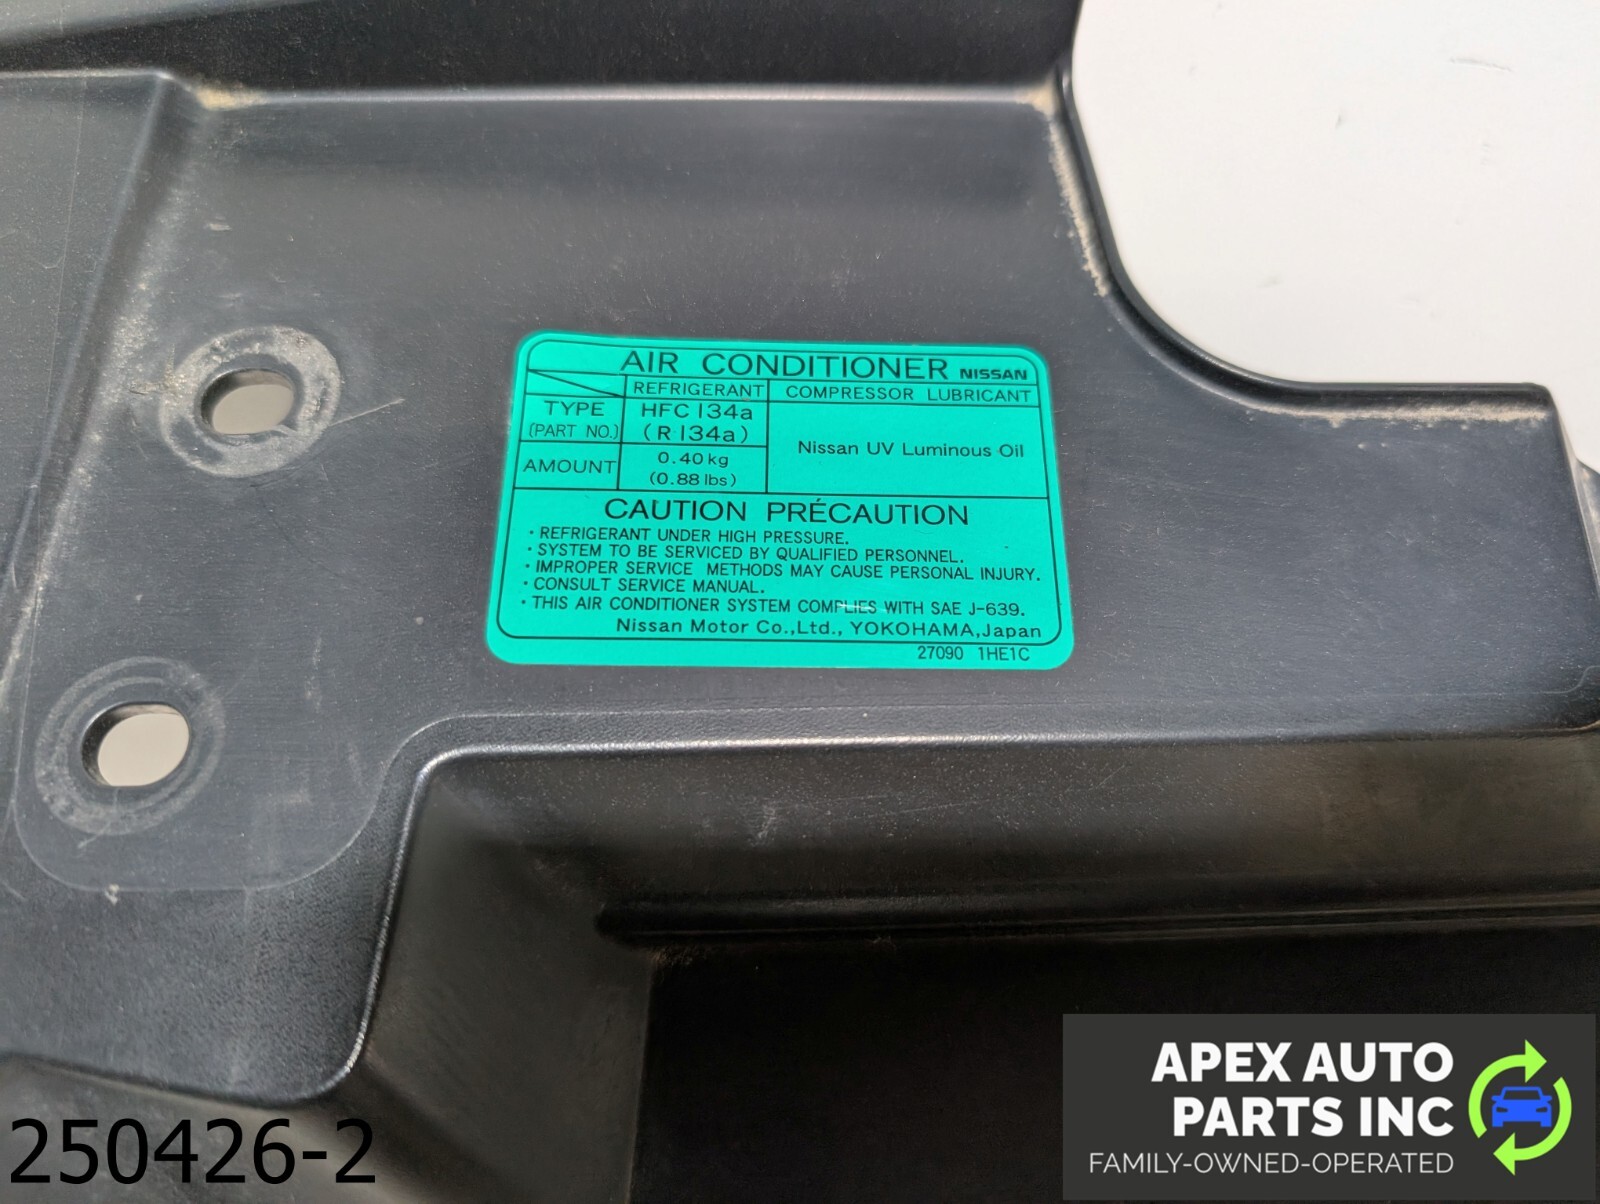 AIR CONDITIONER NISSAN
REFRIGERANT COMPRESSOR LUBRICANT
TYPE
(PART NO.)
HFC134a
(R134a)
Nissan UV Luminous Oil
AMOUNT
0.40kg
(0.88 lbs)
CAUTION PRÉCAUTION
・REFRIGERANT UNDER HIGH PRESSURE.
・SYSTEM TO BE SERVICED BY QUALIFIED PERSONNEL.
・IMPROPER SERVICE METHODS MAY CAUSE PERSONAL INJURY.
・CONSULT SERVICE MANUAL.
・THIS AIR CONDITIONER SYSTEM COMPLIES WITH SAE J-639.
Nissan Motor Co.,Ltd., YOKOHAMA,Japan
27090 1HE1C
APEX AUTO
PARTS INC
FAMILY-OWNED-OPERATED
250426-2